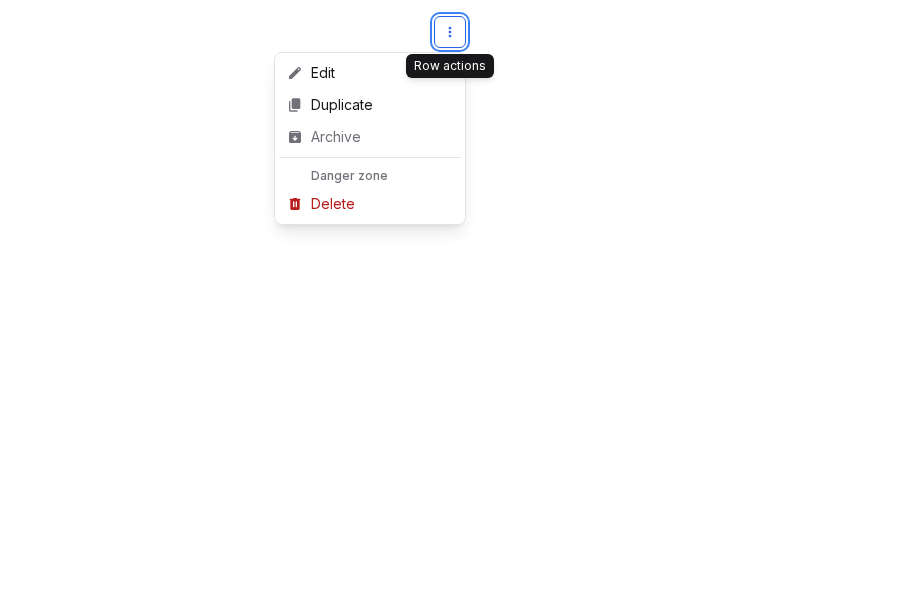 Row actions
Edit
Duplicate
Archive
Danger zone
Delete